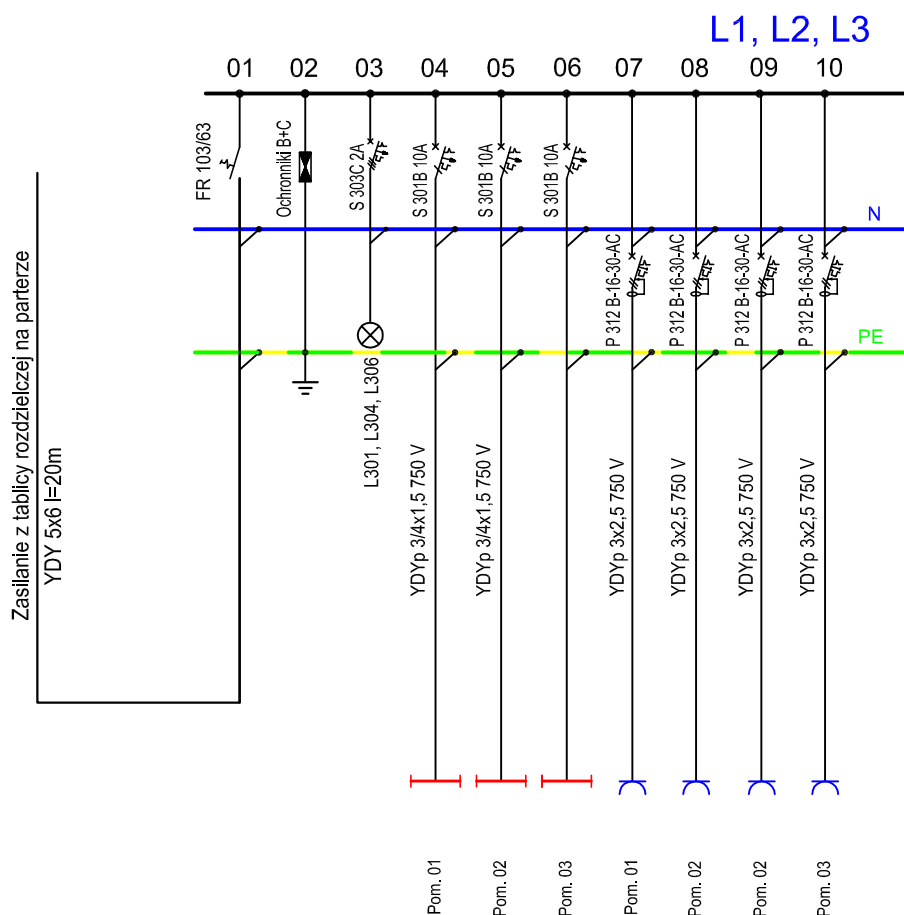 L1, L2, L3
01
02
03
04
05
06
07
08
09
10
FR 103/63
Ochronniki B+C
S 303C 2A
S 301B 10A
S 301B 10A
S 301B 10A
N
P 312 B-16-30-AC
P 312 B-16-30-AC
P 312 B-16-30-AC
P 312 B-16-30-AC
PE
Zasilanie z tablicy rozdzielczej na parterze
YDY 5x6 l=20m
L301, L304, L306
YDYp 3/4x1,5 750 V
YDYp 3/4x1,5 750 V
YDYp 3x2,5 750 V
YDYp 3x2,5 750 V
YDYp 3x2,5 750 V
YDYp 3x2,5 750 V
Pom. 01
Pom. 02
Pom. 03
Pom. 01
Pom. 02
Pom. 02
Pom. 03